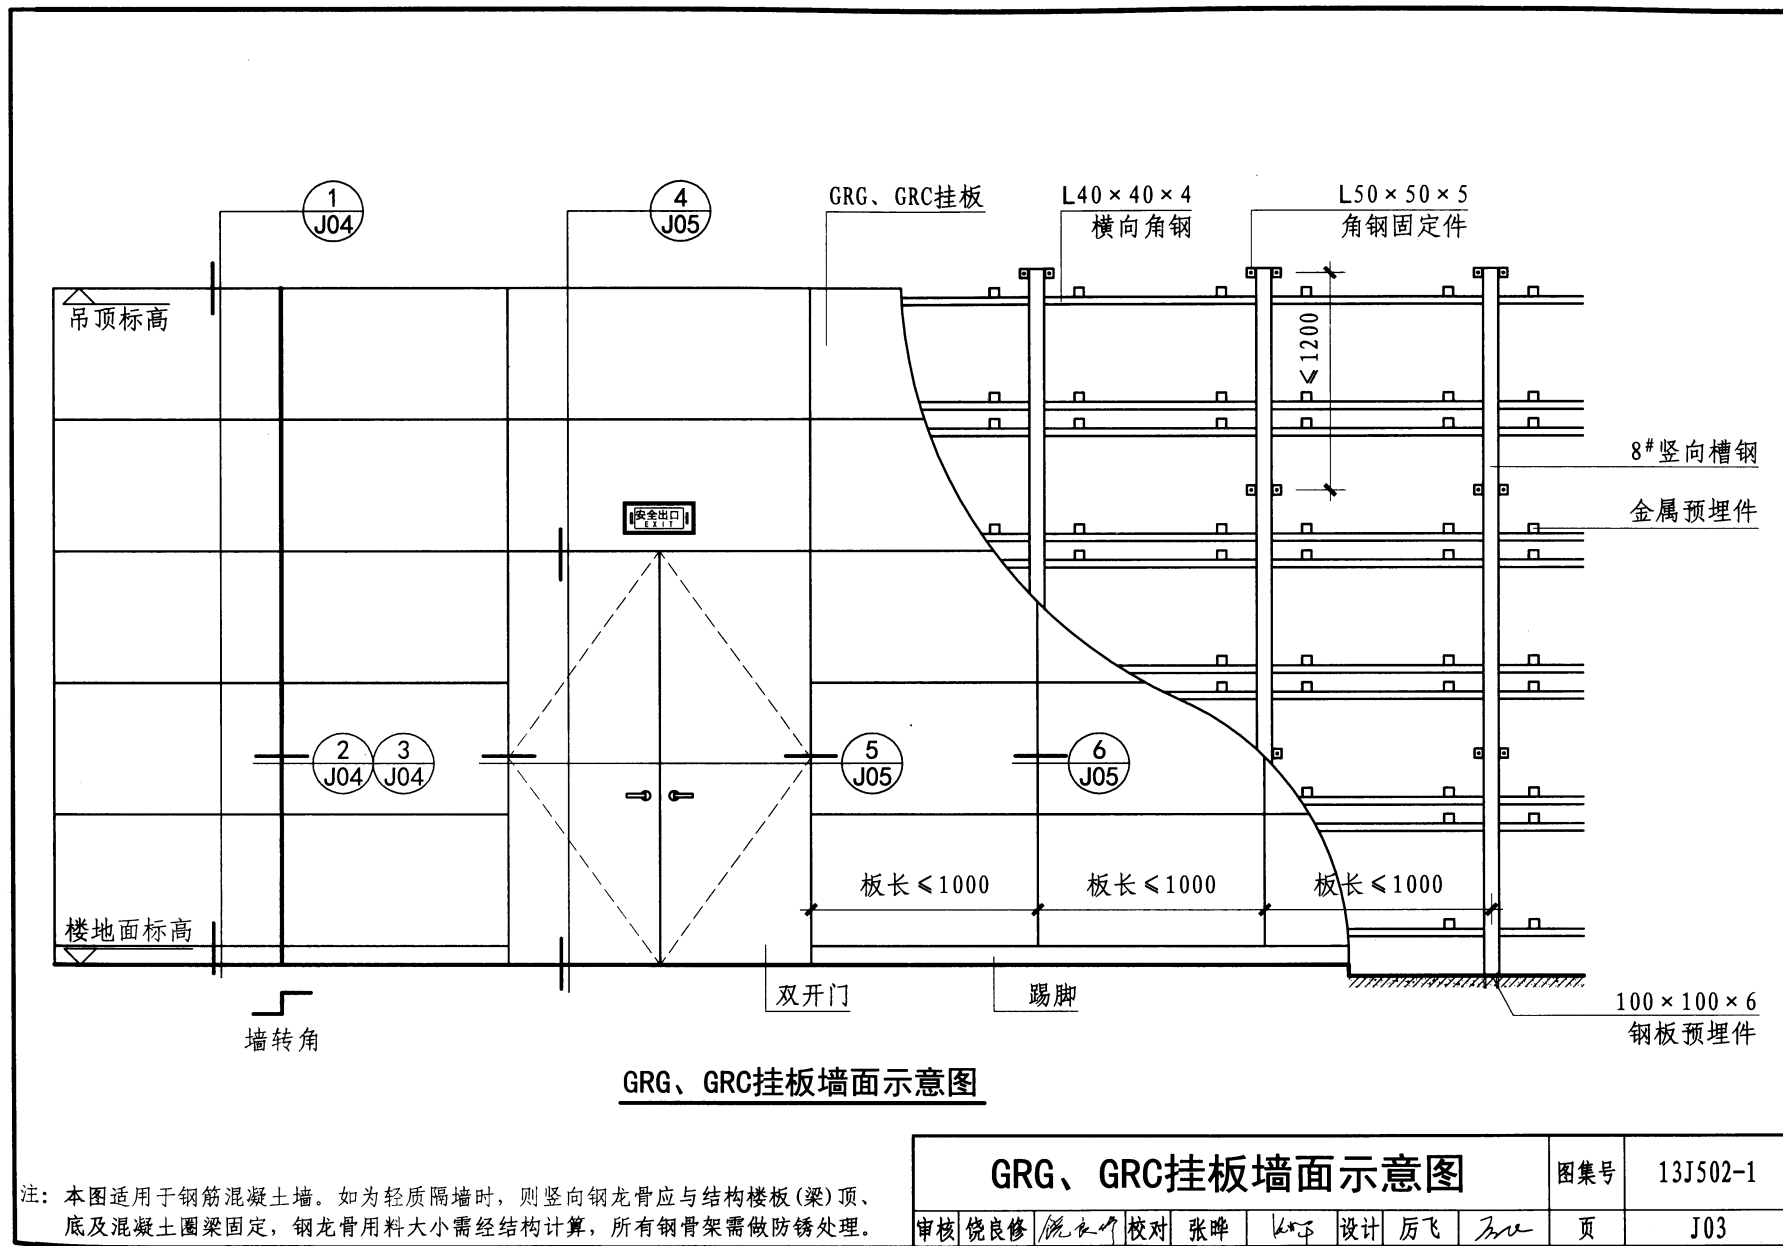 1
J04
4
J05
GRG、GRC挂板
L40×40×4
横向角钢
L50×50×5
角钢固定件
吊顶标高
≤1200
8#竖向槽钢
金属预埋件
安全出口
EXIT
2
J04
3
J04
5
J05
6
J05
板长≤1000
板长≤1000
板长≤1000
楼地面标高
双开门
踢脚
100×100×6
钢板预埋件
墙转角
GRG、GRC挂板墙面示意图
注：本图适用于钢筋混凝土墙。如为轻质隔墙时，则竖向钢龙骨应与结构楼板(梁)顶、
底及混凝土圈梁固定，钢龙骨用料大小需经结构计算，所有钢骨架需做防锈处理。
GRG、GRC挂板墙面示意图
图集号
13J502-1
审核 饶良修 校对 张晔 设计 厉飞
页
J03